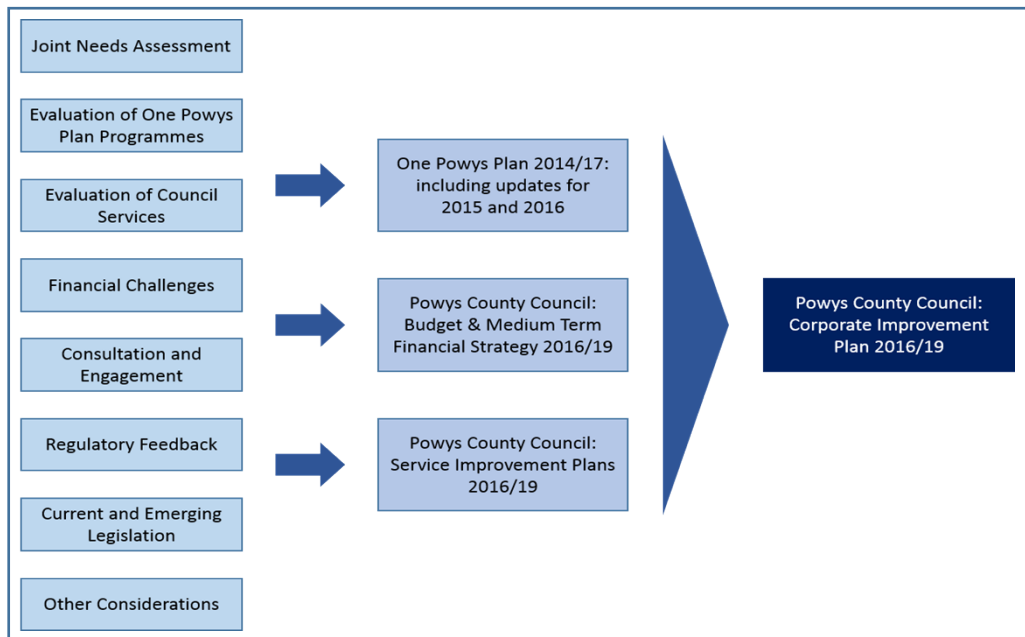 Joint Needs Assessment
Evaluation of One Powys
Plan Programmes
Evaluation of Council
Services
Financial Challenges
Consultation and
Engagement
Regulatory Feedback
Current and Emerging
Legislation
Other Considerations
One Powys Plan 2014/17:
including updates for
2015 and 2016
Powys County Council:
Budget & Medium Term
Financial Strategy 2016/19
Powys County Council:
Service Improvement Plans
2016/19
Powys County Council:
Corporate Improvement
Plan 2016/19